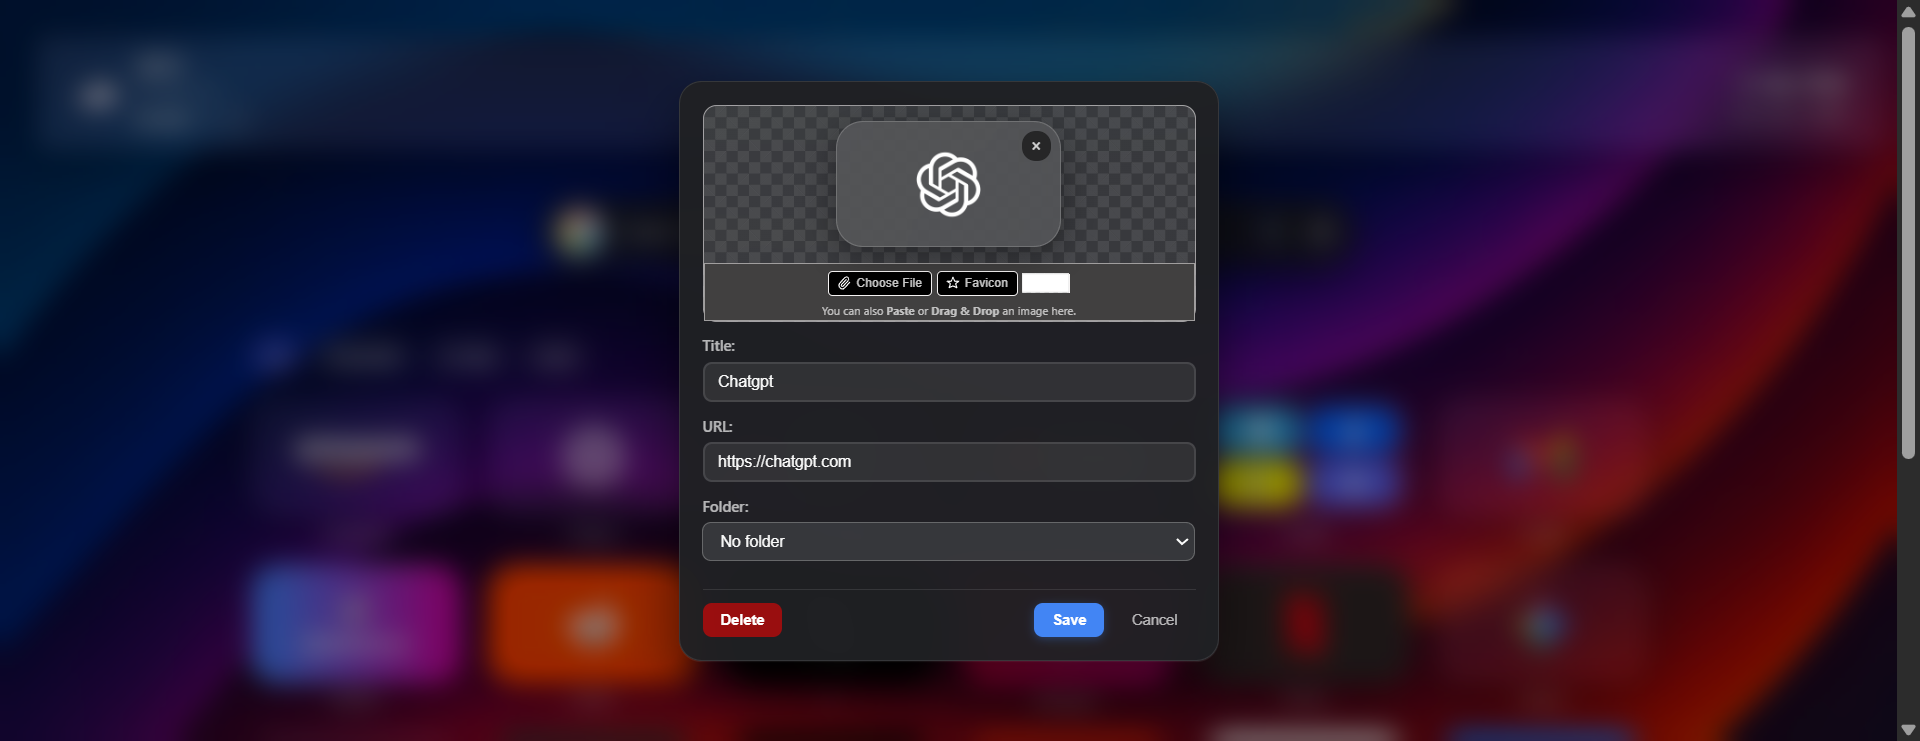 ×
Choose File
Favicon
You can also Paste or Drag & Drop an image here.
Title:
Chatgpt
URL:
https://chatgpt.com
Folder:
No folder
Delete
Save
Cancel